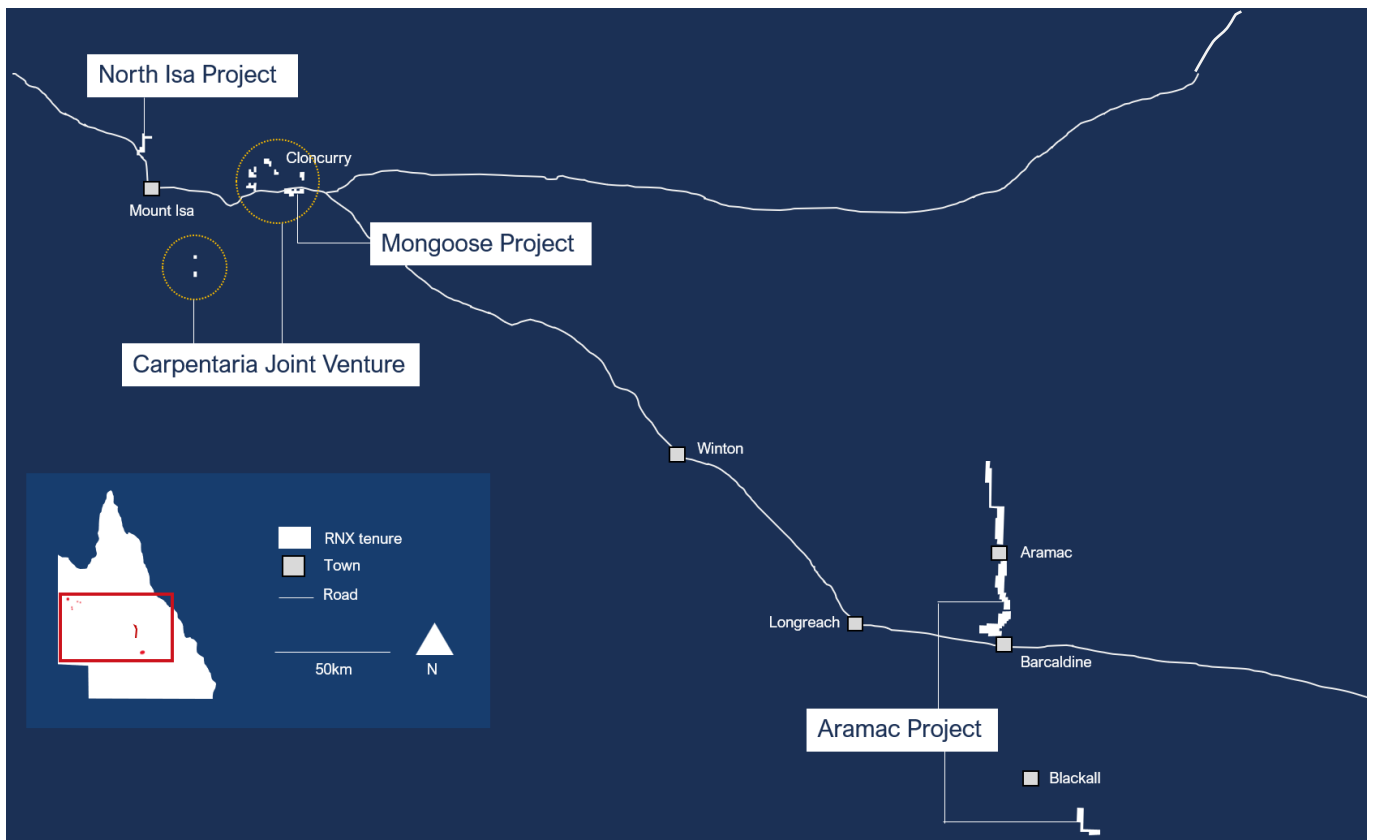 North Isa Project
Cloncurry
Mount Isa
Mongoose Project
Carpentaria Joint Venture
Winton
RNX tenure
Town
Road
50km
N
Aramac
Longreach
Barcaldine
Aramac Project
Blackall